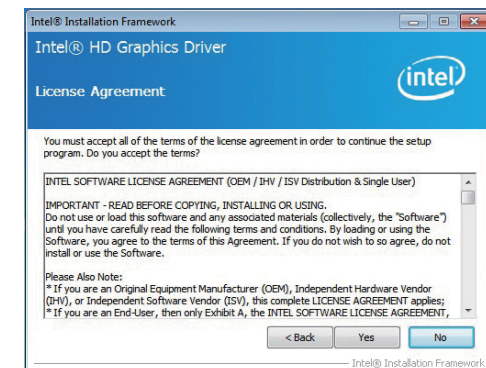 Intel® Installation Framework
Intel® HD Graphics Driver
License Agreement
intel
You must accept all of the terms of the license agreement in order to continue the setup
program. Do you accept the terms?
INTEL SOFTWARE LICENSE AGREEMENT (OEM / IHV / ISV Distribution & Single User)
IMPORTANT - READ BEFORE COPYING, INSTALLING OR USING.
Do not use or load this software and any associated materials (collectively, the "Software")
until you have carefully read the following terms and conditions. By loading or using the
Software, you agree to the terms of this Agreement. If you do not wish to so agree, do not
install or use the Software.
Please Also Note:
* If you are an Original Equipment Manufacturer (OEM), Independent Hardware Vendor
(IHV), or Independent Software Vendor (ISV), this complete LICENSE AGREEMENT applies;
* If you are an End-User, then only Exhibit A, the INTEL SOFTWARE LICENSE AGREEMENT,
< Back Yes No
Intel® Installation Framework